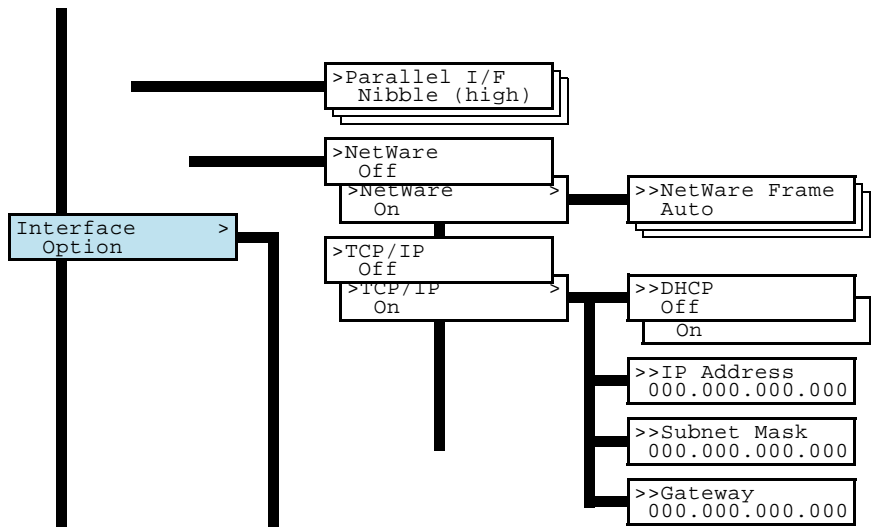 >Parallel I/F
Nibble (high)
>NetWare
Off
>NetWare >
On
>>NetWare Frame
Auto
Interface >
Option
>TCP/IP
Off
>TCP/IP >
On
>>DHCP
Off
On
>>IP Address
000.000.000.000
>>Subnet Mask
000.000.000.000
>>Gateway
000.000.000.000